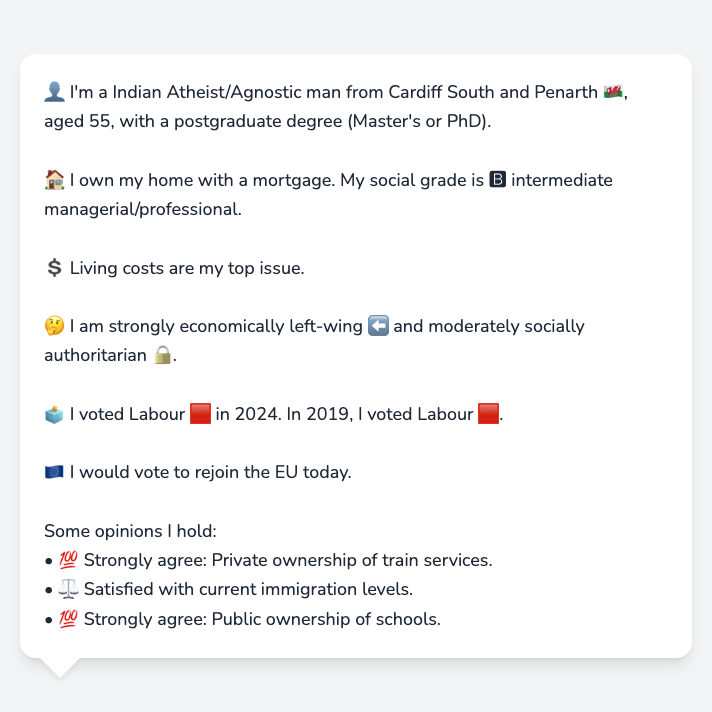 👤 I'm a Indian Atheist/Agnostic man from Cardiff South and Penarth 🏴󠁧󠁢󠁷󠁬󠁳󠁿,
aged 55, with a postgraduate degree (Master's or PhD).
🏠 I own my home with a mortgage. My social grade is 🅱 intermediate
managerial/professional.
💲 Living costs are my top issue.
🤔 I am strongly economically left-wing ⬅️ and moderately socially
authoritarian 🔒.
🗳️ I voted Labour 🟥 in 2024. In 2019, I voted Labour 🟥.
🇪🇺 I would vote to rejoin the EU today.
Some opinions I hold:
• 💯 Strongly agree: Private ownership of train services.
• ⚖️ Satisfied with current immigration levels.
• 💯 Strongly agree: Public ownership of schools.